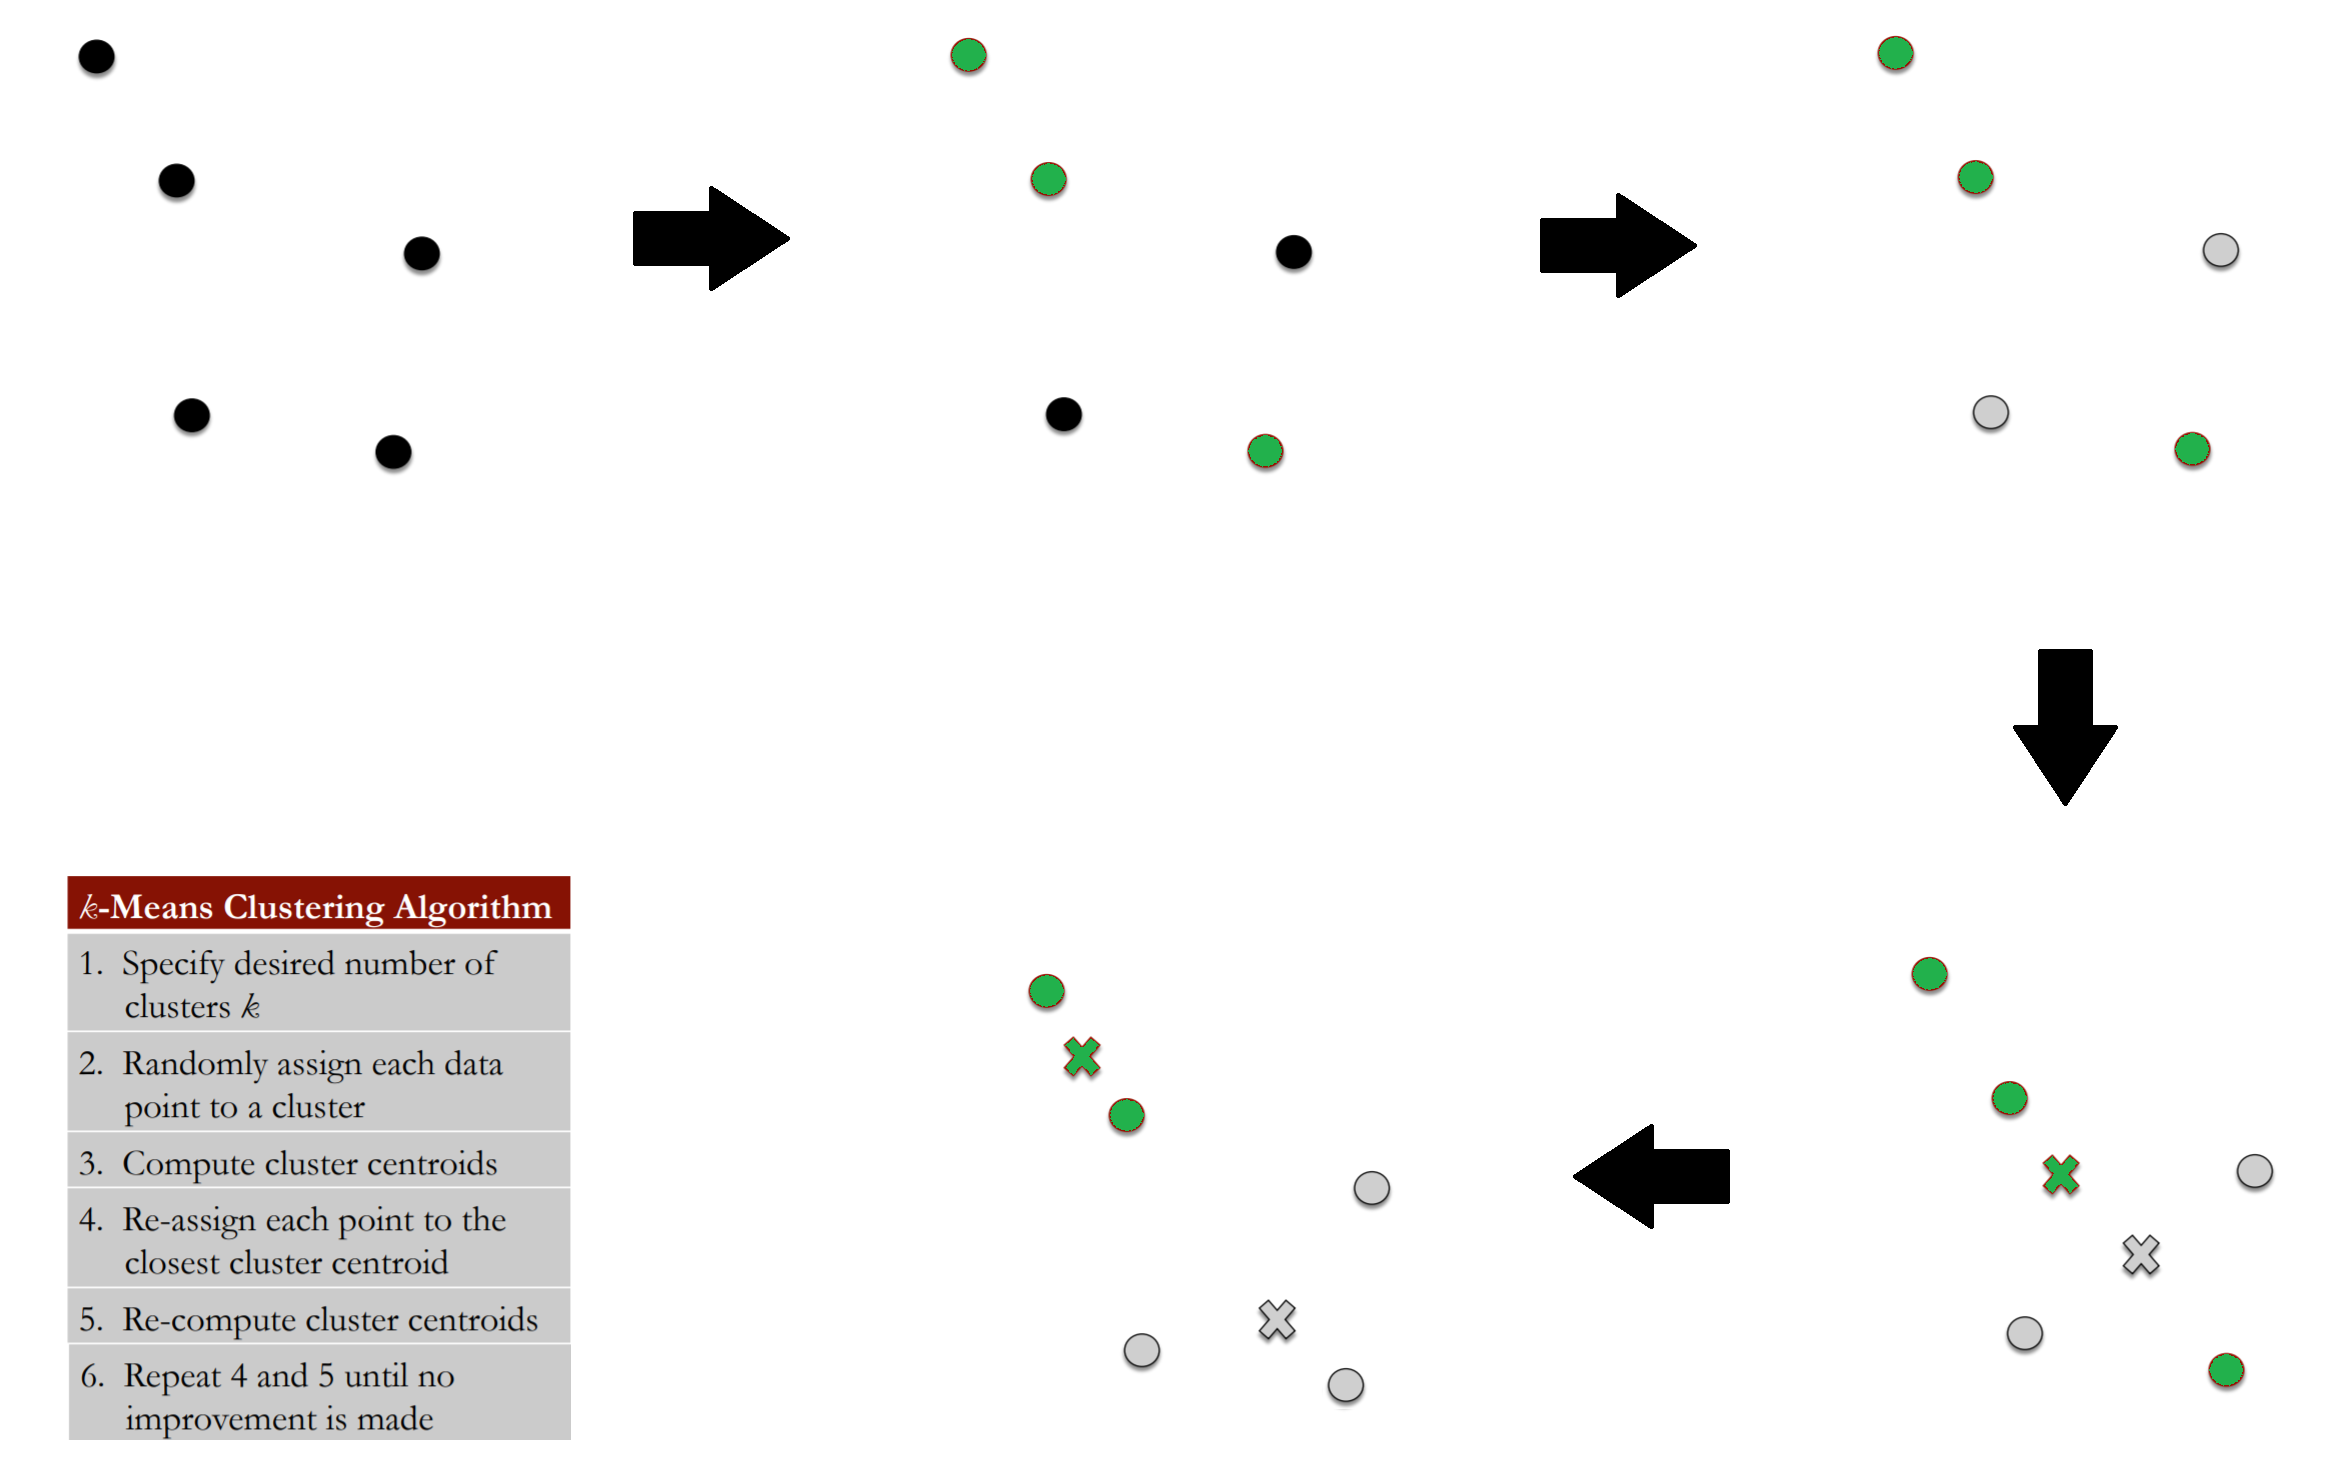 k-Means Clustering Algorithm
1. Specify desired number of
clusters k
2. Randomly assign each data
point to a cluster
3. Compute cluster centroids
4. Re-assign each point to the
closest cluster centroid
5. Re-compute cluster centroids
6. Repeat 4 and 5 until no
improvement is made